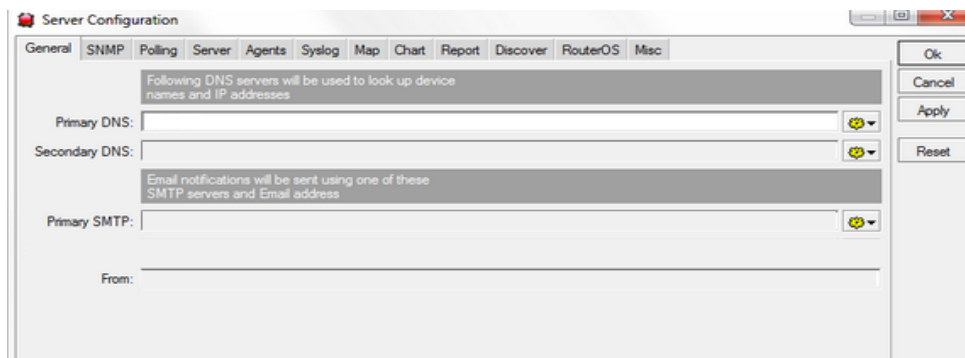 Server Configuration
General SNMP Polling Server Agents Syslog Map Chart Report Discover RouterOS Misc
Ok
Following DNS servers will be used to look up device
names and IP addresses
Cancel
Apply
Primary DNS:
Secondary DNS:
Reset
Email notifications will be sent using one of these
SMTP servers and Email address
Primary SMTP:
From: